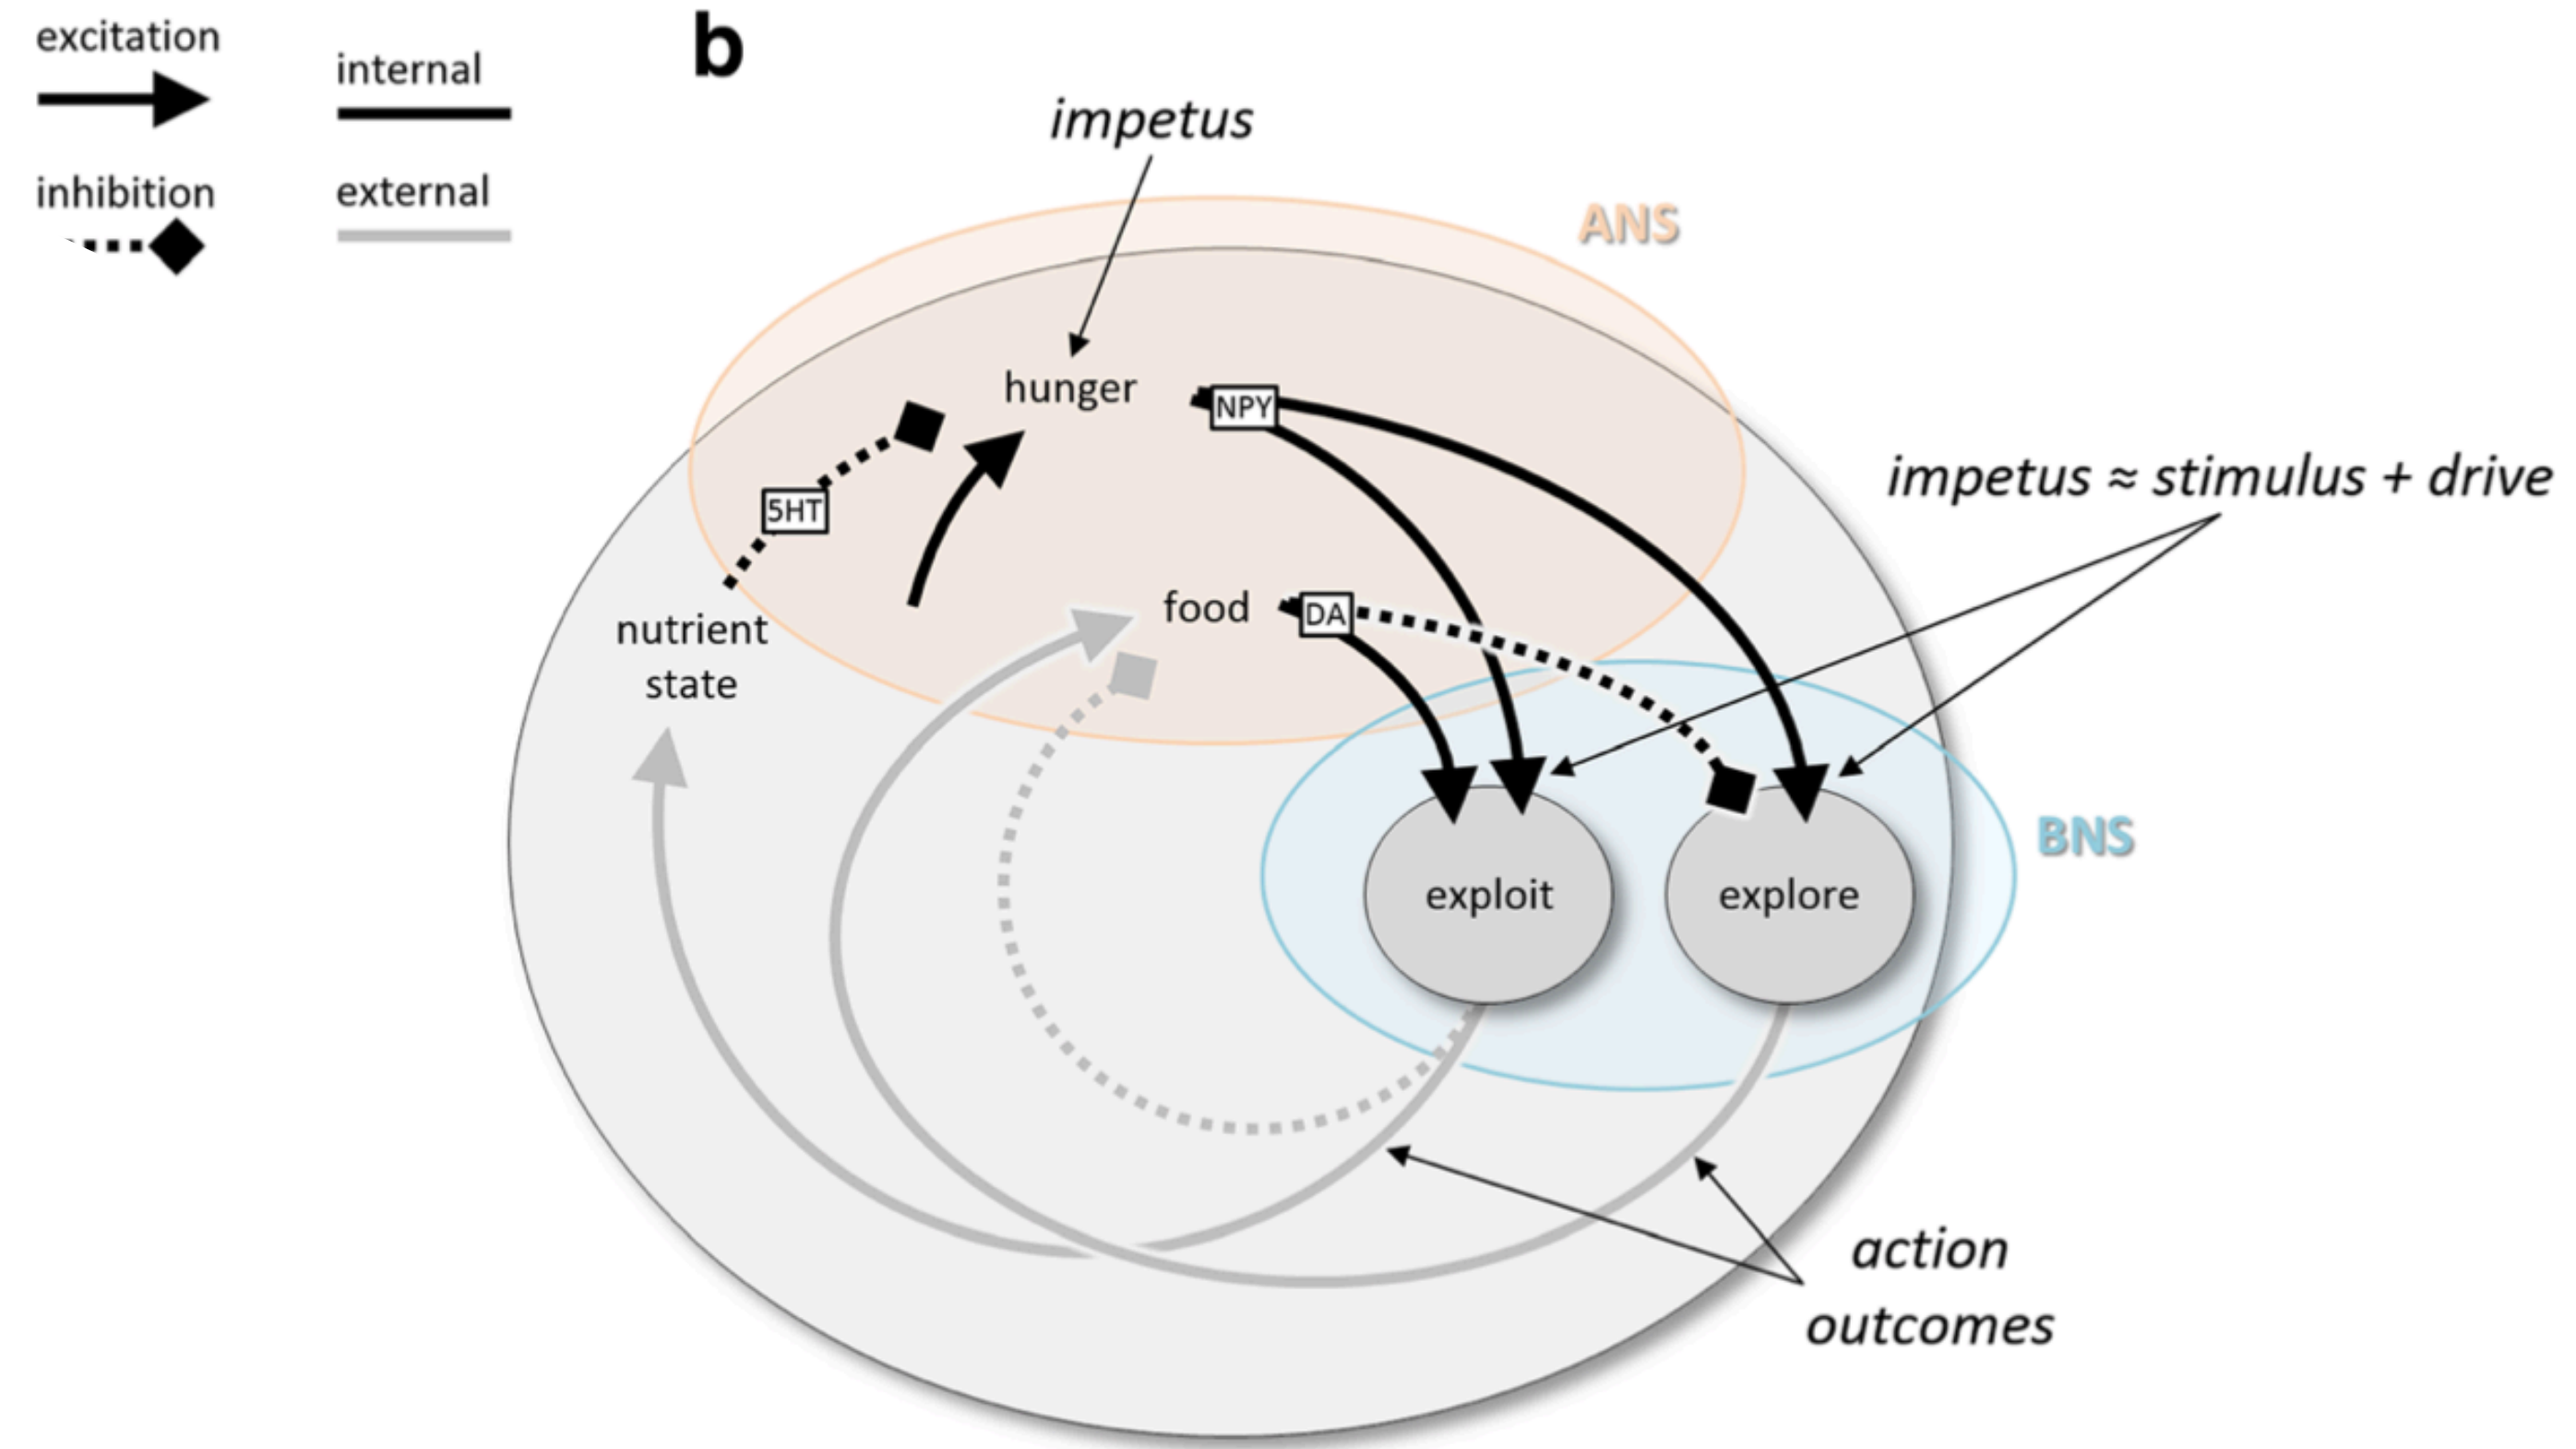 excitation
internal
inhibition
external
b
impetus
ANS
hunger
NPY
impetus ≈ stimulus + drive
5HT
food
DA
nutrient
state
BNS
exploit
explore
action
outcomes